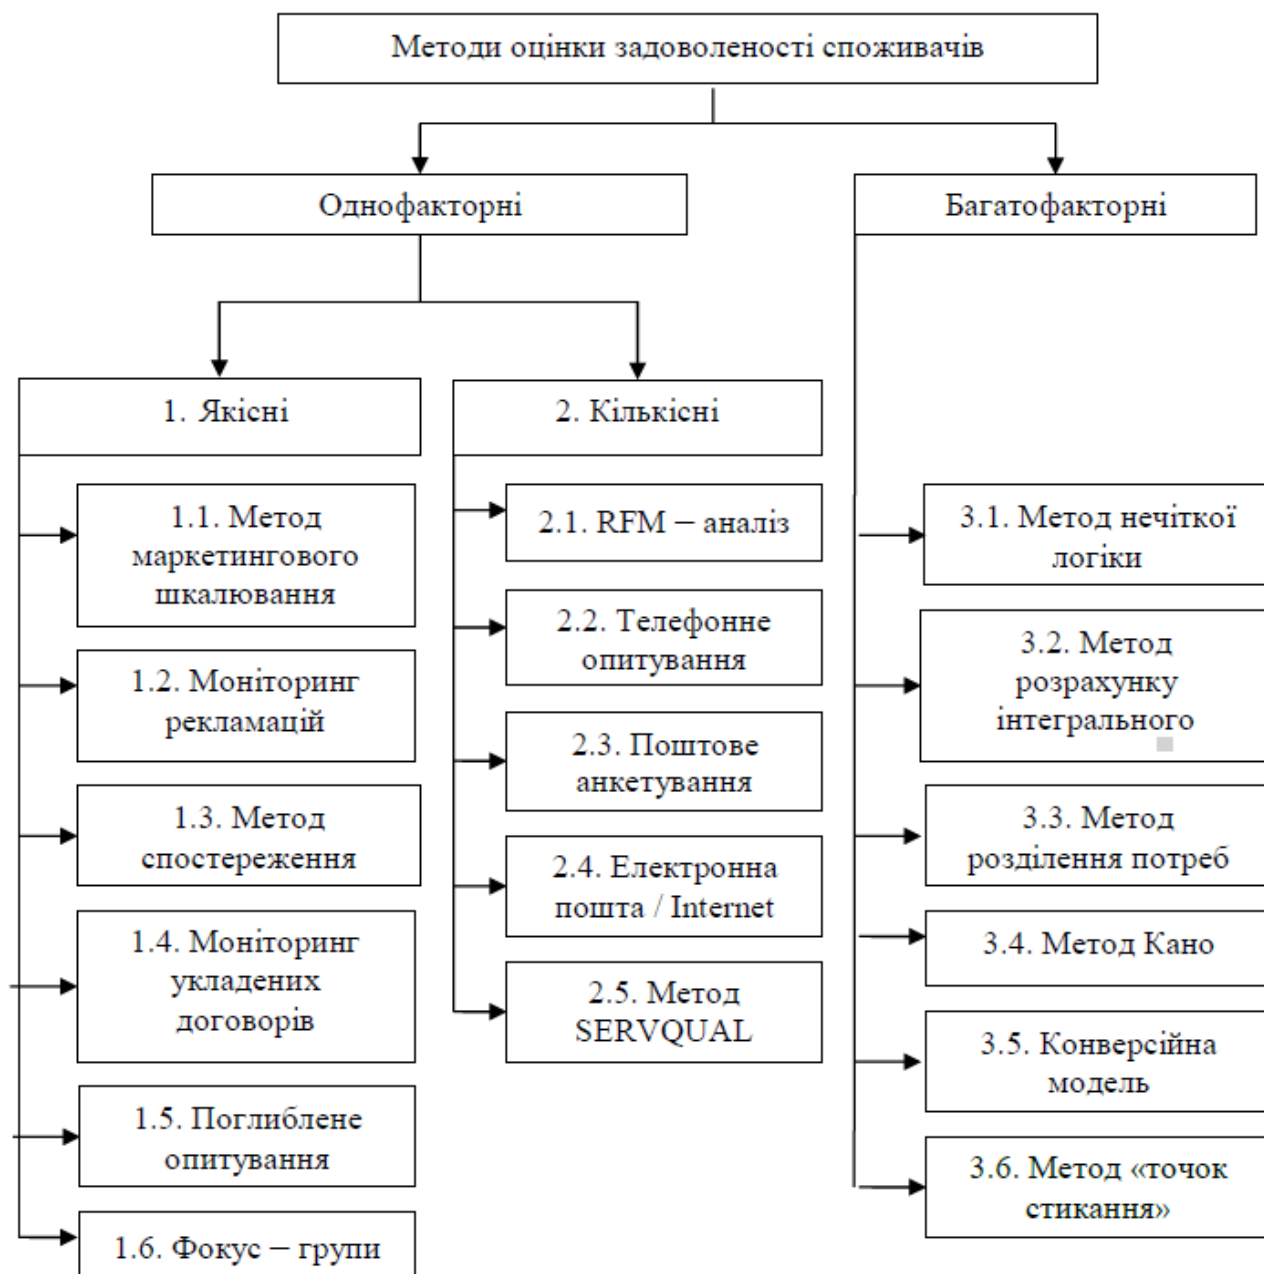 Методи оцінки задоволеності споживачів
Однофакторні
Багатофакторні
1. Якісні
2. Кількісні
1.1. Метод
маркетингового
шкалювання
1.2. Моніторинг
рекламацій
1.3. Метод
спостереження
1.4. Моніторинг
укладених
договорів
1.5. Поглиблене
опитування
1.6. Фокус – групи
2.1. RFM – аналіз
2.2. Телефонне
опитування
2.3. Поштове
анкетування
2.4. Електронна
пошта / Internet
2.5. Метод
SERVQUAL
3.1. Метод нечіткої
логіки
3.2. Метод
розрахунку
інтегрального
3.3. Метод
розділення потреб
3.4. Метод Кано
3.5. Конверсійна
модель
3.6. Метод «точок
стикання»